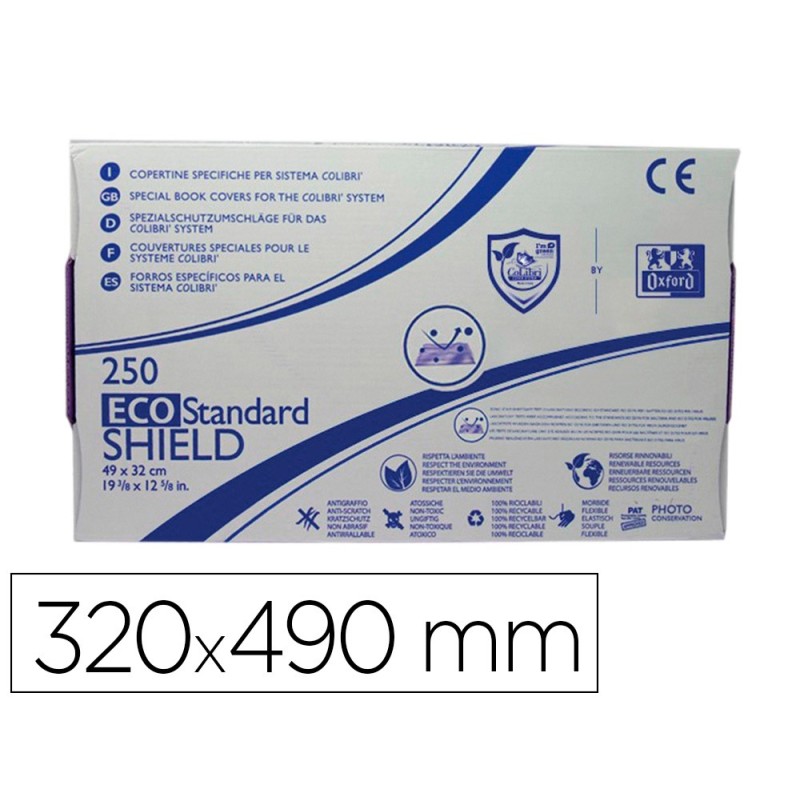 I COPERTINE SPECIFICHE PER SISTEMA COLIBRI'
GB SPECIAL BOOK COVERS FOR THE COLIBRI' SYSTEM
D SPEZIALSCHUTZUMSCHLÄGE FÜR DAS
COLIBRI' SYSTEM
F COUVERTURES SPECIALES POUR LE
SYSTEME COLIBRI'
ES FORROS ESPECÍFICOS PARA EL
SISTEMA COLIBRI'
CE
I'm
green
CoLibrì
BY
Oxford
250
ECO Standard
SHIELD
49 x 32 cm
19 3/8 x 12 5/8 in.
RISPETTA L'AMBIENTE
RESPECT THE ENVIRONMENT
RESPEKTIEREN SIE DIE UMWELT
RESPECTER L'ENVIRONNEMENT
RESPETAR EL MEDIO AMBIENTE
RISORSE RINNOVABILI
RENEWABLE RESOURCES
ERNEUERBARE RESSOURCEN
RESSOURCES RENOUVELABLES
RECURSOS RENOVABLES
ANTIGRAFFIO
ANTI-SCRATCH
KRATZSCHUTZ
NON ABRASIF
ANTIARRAÑAZO
ATOSSICHE
NON-TOXIC
UNGIFTIG
NON-TOXIQUE
ATOXICO
100% RICICLABILI
100% RECYCABLE
100% RECYCELBAR
100% RECYCLABLE
100% RECICLABLE
MORBIDE
FLEXIBLE
ELASTISCH
SOUPLE
FLEXIBLE
PAT
PHOTO
CONSERVATION
320x490 mm